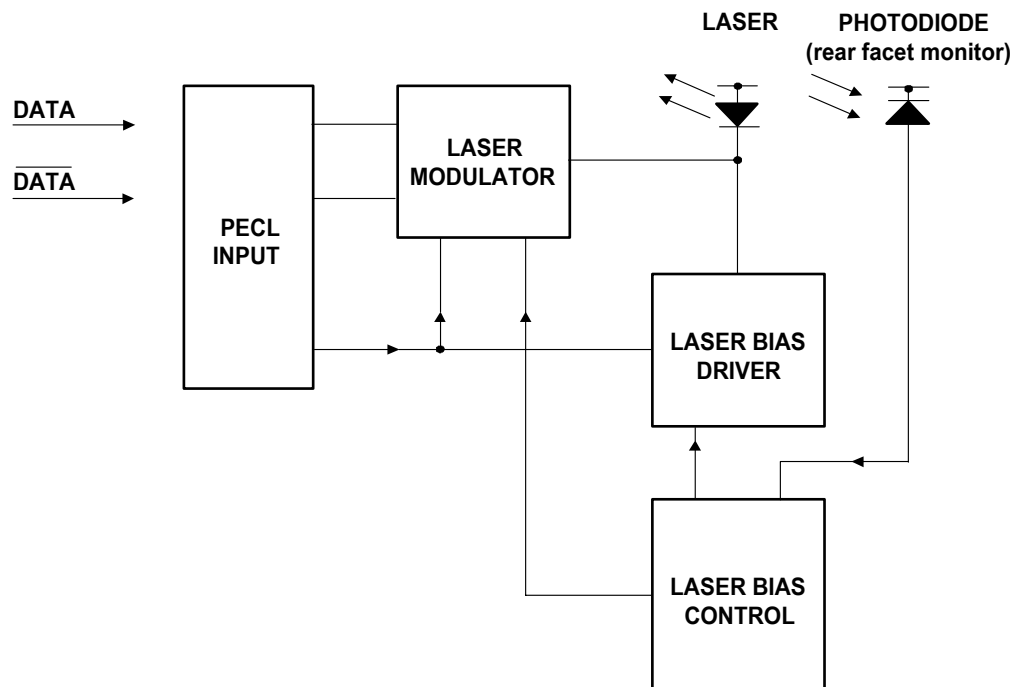 LASER
PHOTODIODE
(rear facet monitor)
DATA
DATA
PECL
INPUT
LASER
MODULATOR
LASER BIAS
DRIVER
LASER BIAS
CONTROL